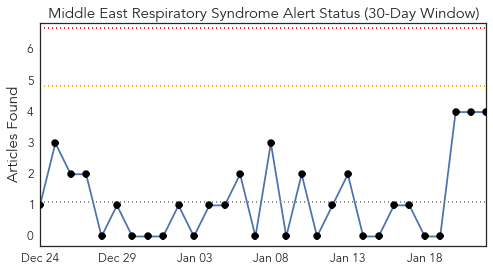 Middle East Respiratory Syndrome Alert Status (30-Day Window)
Articles Found
6
5
4
3
2
1
0
Dec 24 Dec 29 Jan 03 Jan 08 Jan 13 Jan 18